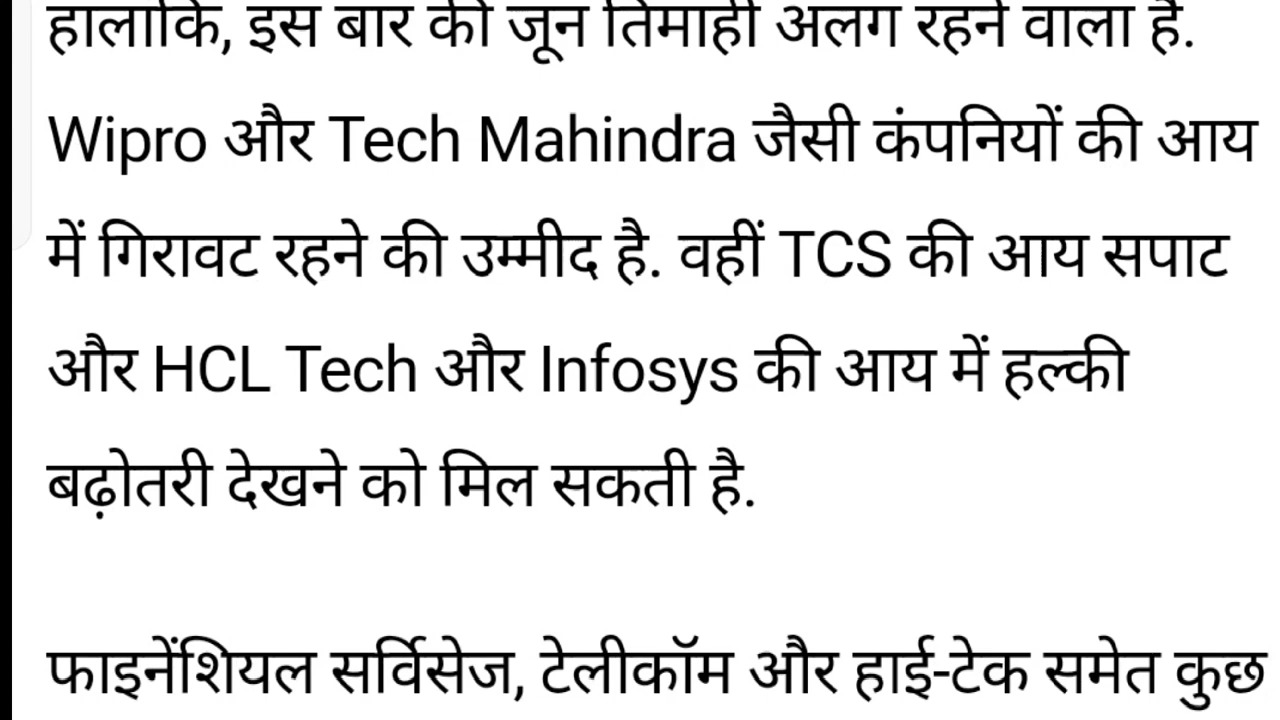 हालांकि, इस बार की जून तिमाही अलग रहने वाला है.
Wipro और Tech Mahindra जैसी कंपनियों की आय
में गिरावट रहने की उम्मीद है. वहीं TCS की आय सपाट
और HCL Tech और Infosys की आय में हल्की
बढ़ोतरी देखने को मिल सकती है.
फाइनेंशियल सर्विसेज, टेलीकॉम और हाई-टेक समेत कुछ